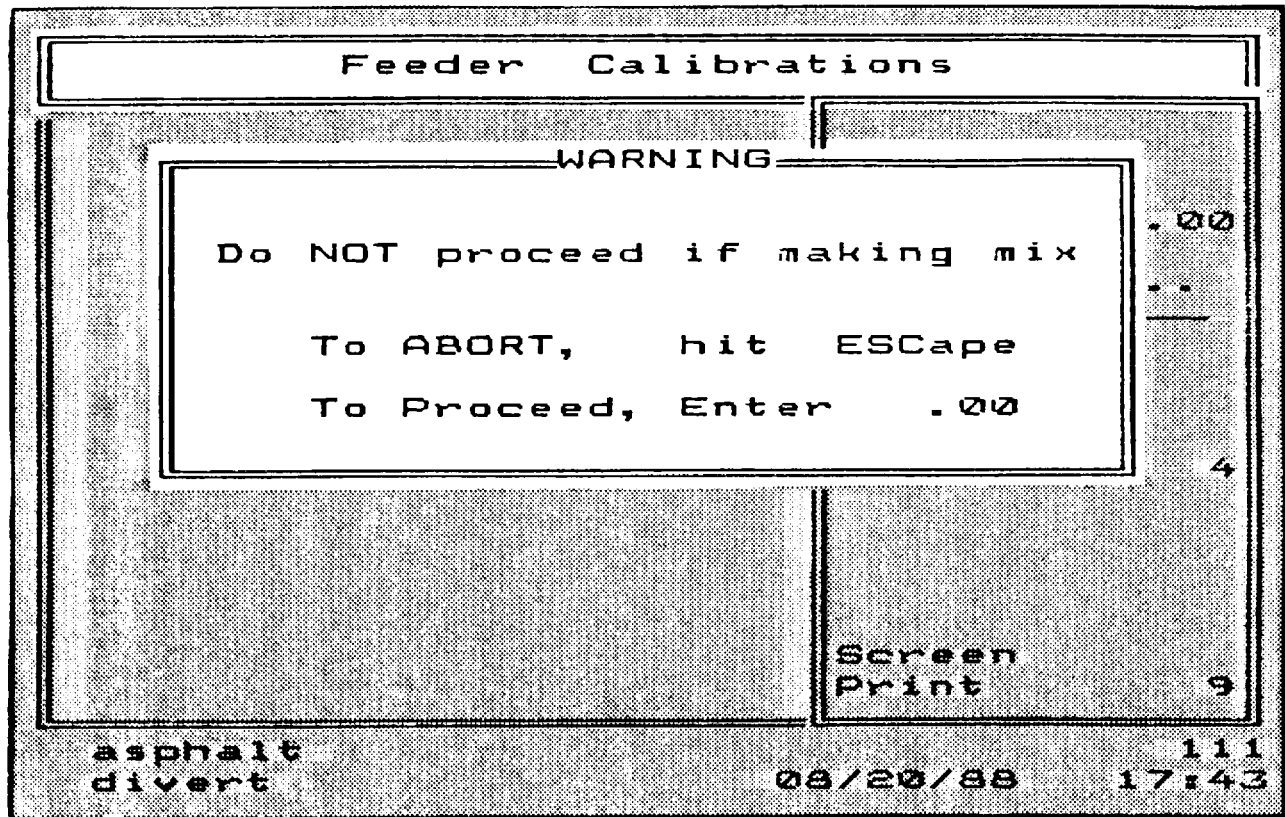 Feeder Calibrations
WARNING
.00
Do NOT proceed if making mix
..
To ABORT, hit ESCape
To Proceed, Enter .00
4
Screen
Print 9
asphalt 111
divert 08/20/88 17:43